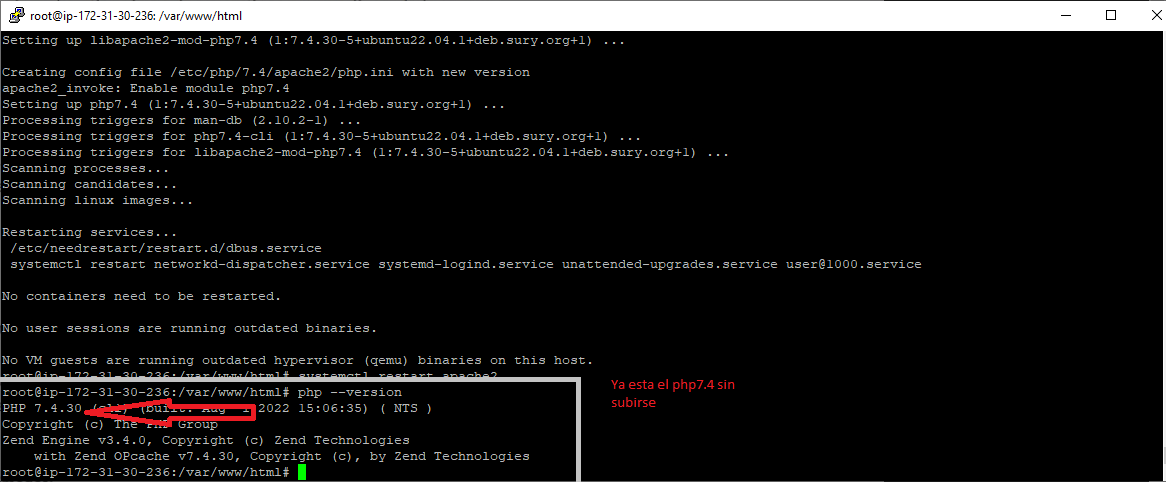 root@ip-172-31-30-236: /var/www/html
Setting up libapache2-mod-php7.4 (1:7.4.30-5+ubuntu22.04.1+deb.sury.org+1) ...
Creating config file /etc/php/7.4/apache2/php.ini with new version
apache2_invoke: Enable module php7.4
Setting up php7.4 (1:7.4.30-5+ubuntu22.04.1+deb.sury.org+1) ...
Processing triggers for man-db (2.10.2-1) ...
Processing triggers for php7.4-cli (1:7.4.30-5+ubuntu22.04.1+deb.sury.org+1) ...
Processing triggers for libapache2-mod-php7.4 (1:7.4.30-5+ubuntu22.04.1+deb.sury.org+1) ...
Scanning processes...
Scanning candidates...
Scanning linux images...
Restarting services...
/etc/needrestart/restart.d/dbus.service
systemctl restart networkd-dispatcher.service systemd-logind.service unattended-upgrades.service user@1000.service
No containers need to be restarted.
No user sessions are running outdated binaries.
No VM guests are running outdated hypervisor (qemu) binaries on this host.
root@ip-172-31-30-236:/var/www/html# systemctl restart apache2
root@ip-172-31-30-236:/var/www/html# php --version
PHP 7.4.30 (built: Aug 2022 15:06:35) ( NTS )
Copyright (c) The PHP Group
Zend Engine v3.4.0, Copyright (c) Zend Technologies
with Zend OPcache v7.4.30, Copyright (c), by Zend Technologies
root@ip-172-31-30-236:/var/www/html#
Ya esta el php7.4 sin
subirse